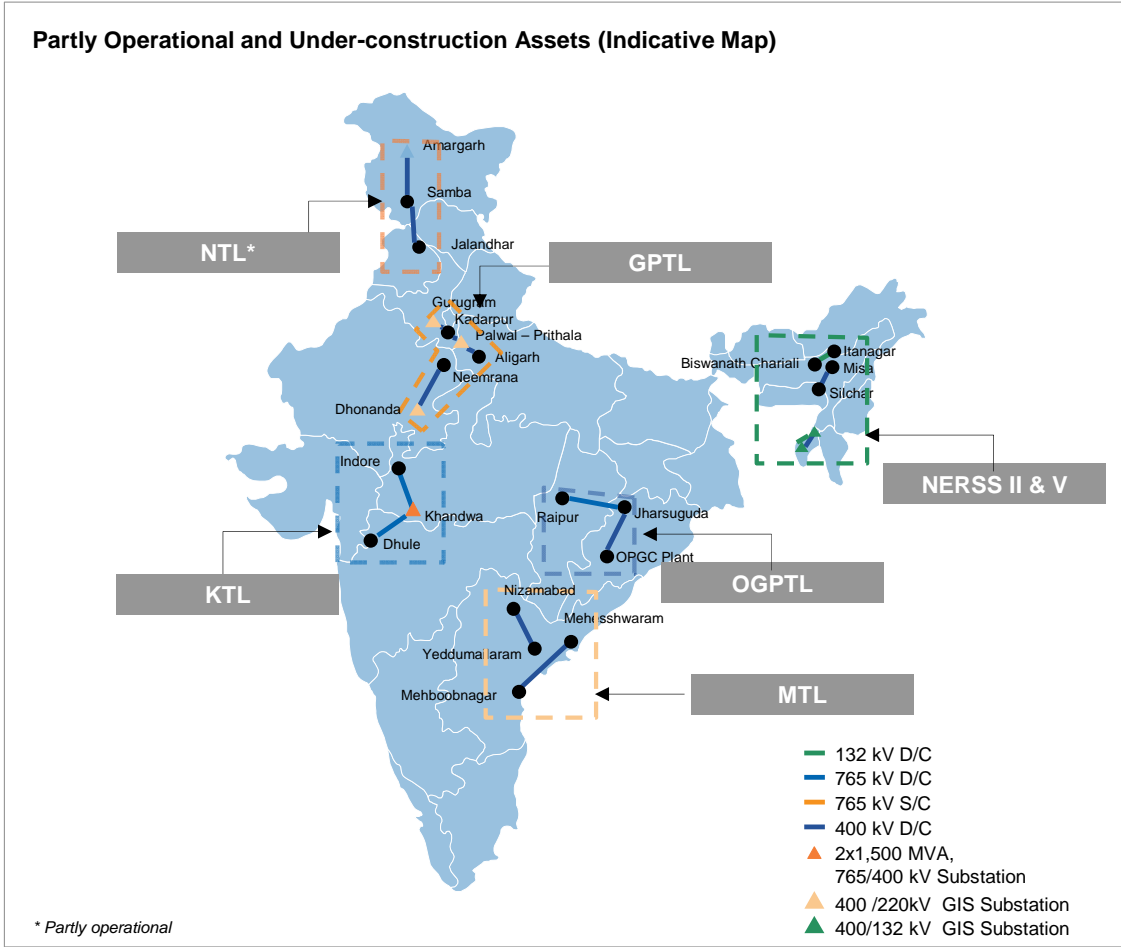 Partly Operational and Under-construction Assets (Indicative Map)
Amargarh
Samba
NTL*
Jalandhar
GPTL
Gurugram
Kadarpur
Palwal – Prithala
Aligarh
Neemrana
Dhonanda
Itanagar
Biswanath Chariali
Misa
Silchar
NERSS II & V
Indore
Khandwa
Dhule
KTL
Raipur
Jharsuguda
OPGC Plant
OGPTL
Nizamabad
Mehesshwaram
Yeddumailaram
Mehboobnagar
MTL
132 kV D/C
765 kV D/C
765 kV S/C
400 kV D/C
2x1,500 MVA,
765/400 kV Substation
400 /220kV GIS Substation
400/132 kV GIS Substation
* Partly operational